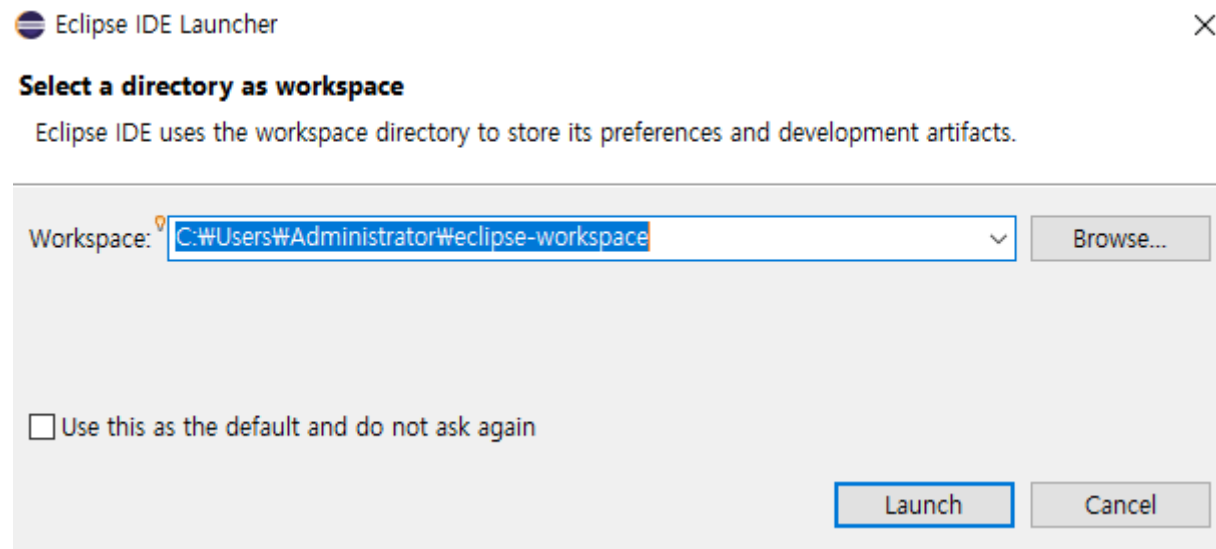 Eclipse IDE Launcher
Select a directory as workspace
Eclipse IDE uses the workspace directory to store its preferences and development artifacts.
Workspace: C:₩Users₩Administrator₩eclipse-workspace Browse...
Use this as the default and do not ask again
Launch Cancel